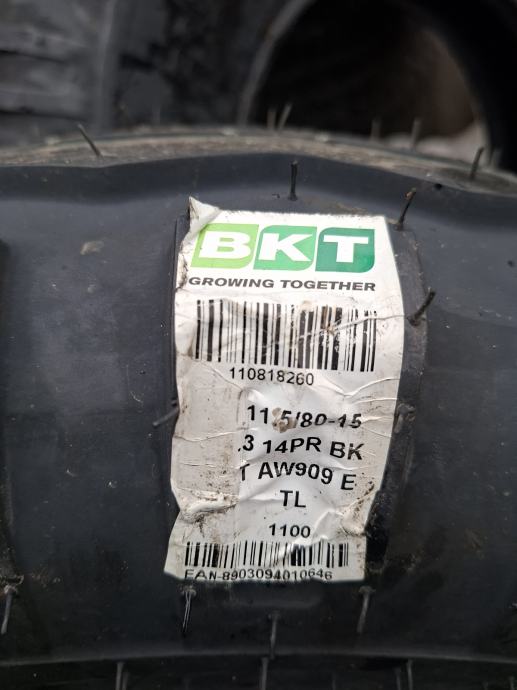 BKT
GROWING TOGETHER
110818260
11.5/80-15
.3 14PR BK
T AW909 E
TL
1100
EAN-8903094010646